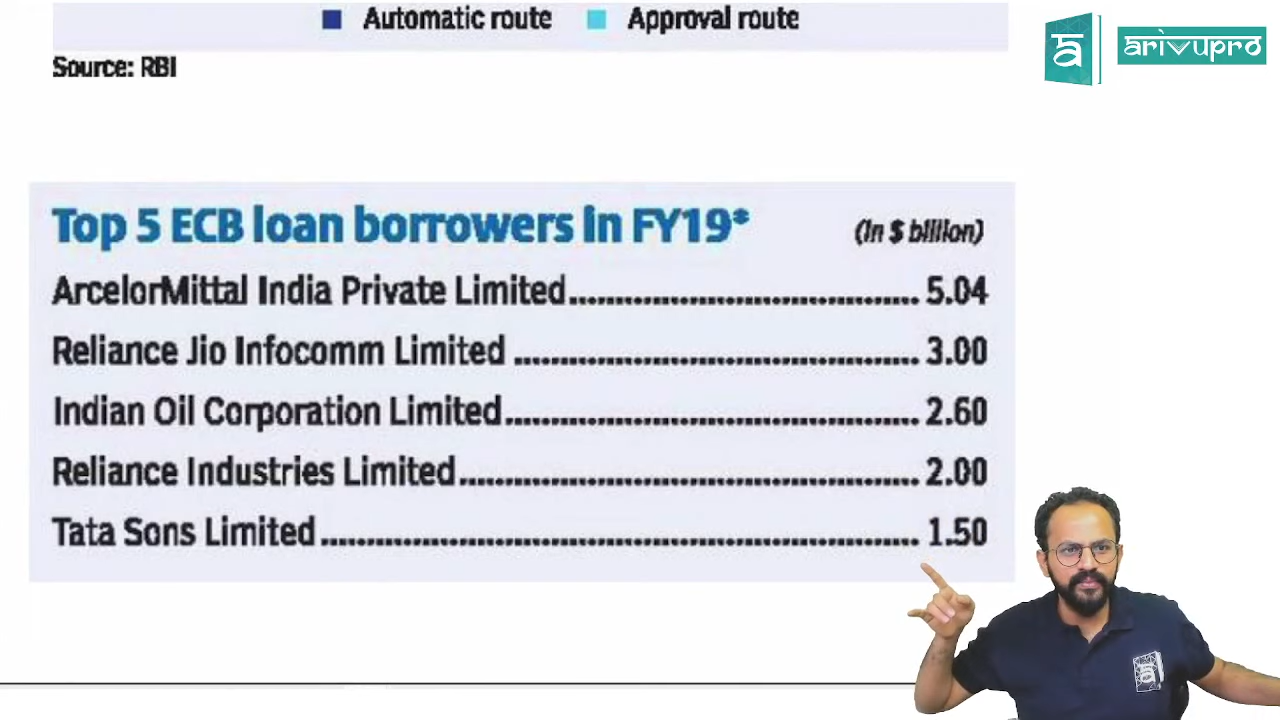 Automatic route Approval route
Source: RBI
arivupro
Top 5 ECB loan borrowers in FY19* (In $ billion)
ArcelorMittal India Private Limited 5.04
Reliance Jio Infocomm Limited 3.00
Indian Oil Corporation Limited 2.60
Reliance Industries Limited 2.00
Tata Sons Limited 1.50